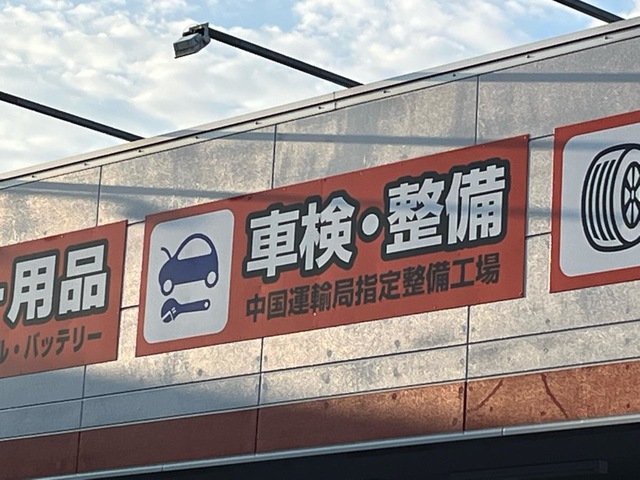 用品
ル・バッテリー
車検・整備
中国運輸局指定整備工場